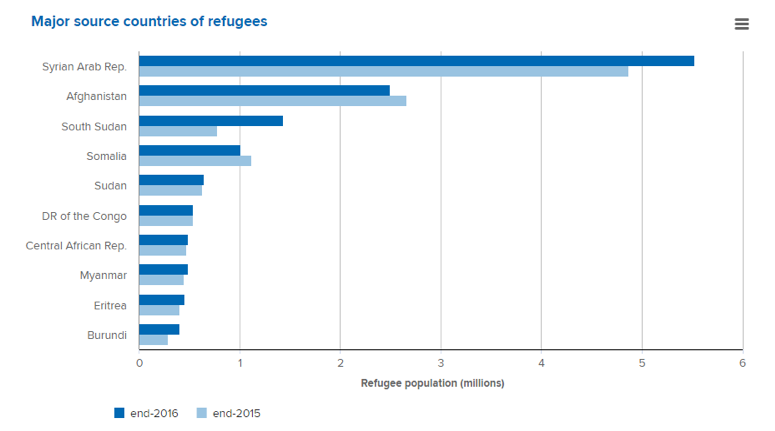 Major source countries of refugees
Syrian Arab Rep.
Afghanistan
South Sudan
Somalia
Sudan
DR of the Congo
Central African Rep.
Myanmar
Eritrea
Burundi
0 1 2 3 4 5 6
Refugee population (millions)
end-2016 end-2015